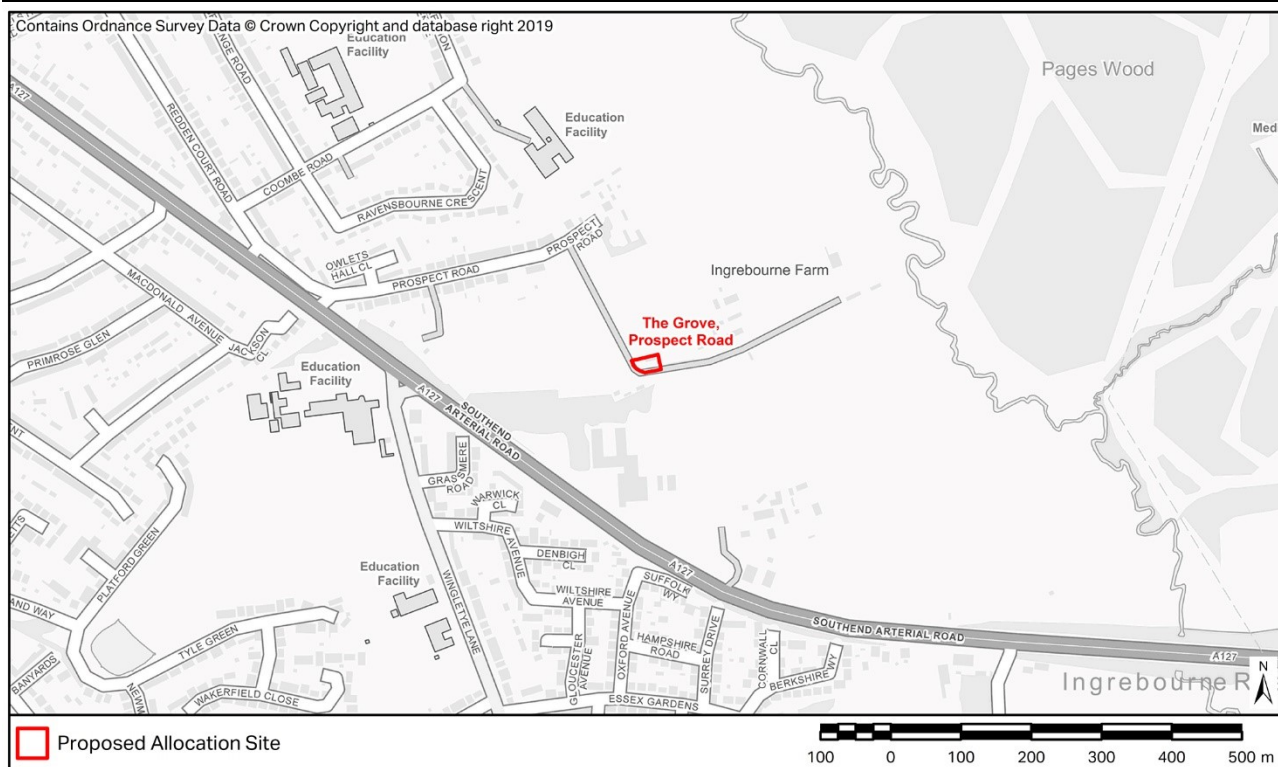 Contains Ordnance Survey Data © Crown Copyright and database right 2019
Education
Facility
Pages Wood
A127
Education
Facility
REDDEN COURT ROAD
COOMBE ROAD
RAVENSBOURNE CRESCENT
PROSPECT
ROAD
OWLETS
HALL CL
PROSPECT ROAD
Ingrebourne Farm
MACDONALD AVENUE
JACKSON
CL
The Grove,
Prospect Road
PRIMROSE GLEN
Education
Facility
A127
SOUTHEND
ARTERIAL ROAD
GRASSMERE
ROAD
WARWICK
CL
WILTSHIRE
AVENUE
DENBIGH
CL
PLATFORD GREEN
WINGLETYE LANE
Education
Facility
A127
SUFFOLK
WY
WILTSHIRE
AVENUE
OXFORD AVENUE
GLOUCESTER
AVENUE
HAMPSHIRE
ROAD
SURREY DRIVE
CORNWALL
CL
BERKSHIRE WY
SOUTHEND ARTERIAL ROAD
A127
TYLE GREEN
BANYARDS
WAKERFIELD CLOSE
ESSEX GARDENS
Ingrebourne R
N
Proposed Allocation Site
100 0 100 200 300 400 500 m